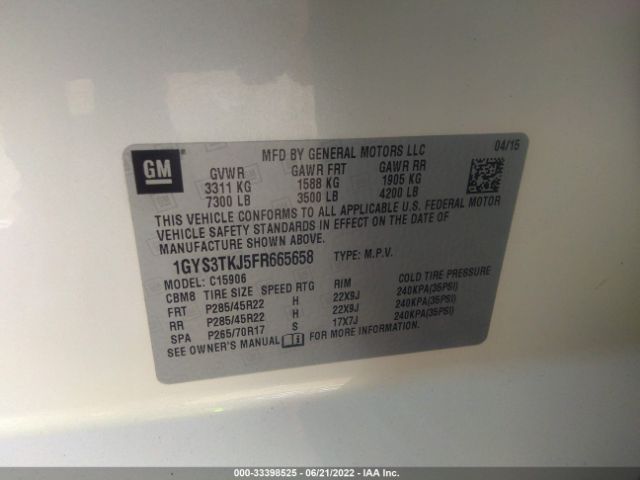 MFD BY GENERAL MOTORS LLC 04/15
GM GVWR GAWR FRT GAWR RR
3311 KG 1588 KG 1905 KG
7300 LB 3500 LB 4200 LB
THIS VEHICLE CONFORMS TO ALL APPLICABLE U.S. FEDERAL MOTOR
VEHICLE SAFETY STANDARDS IN EFFECT ON THE DATE OF
MANUFACTURE SHOWN ABOVE.
1GYS3TKJ5FR665658 TYPE: M.P.V.
MODEL: C15906
CBM8 TIRE SIZE SPEED RTG RIM COLD TIRE PRESSURE
FRT P285/45R22 H 22X9J 240KPA(35PSI)
RR P285/45R22 H 22X9J 240KPA(35PSI)
SPA P265/70R17 S 17X7J 240KPA(35PSI)
SEE OWNER'S MANUAL FOR MORE INFORMATION.
000-33398525 - 06/21/2022 - IAA Inc.